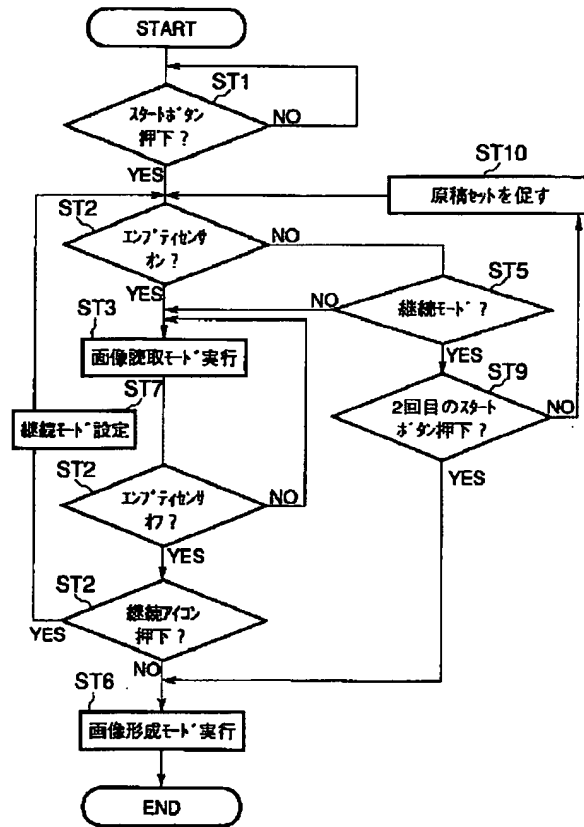 START
ST1
スタートボタン
押下？
NO
YES
ST10
原稿セットを促す
ST2
エンプティセンサ
オン？
NO
YES
ST5
NO
継続モード？
YES
ST3
画像読取モード実行
ST7
継続モード設定
ST9
2回目のスタート
ボタン押下？
NO
YES
ST2
エンプティセンサ
オフ？
NO
YES
ST2
継続アイコン
押下？
YES
NO
ST6
画像形成モード実行
END